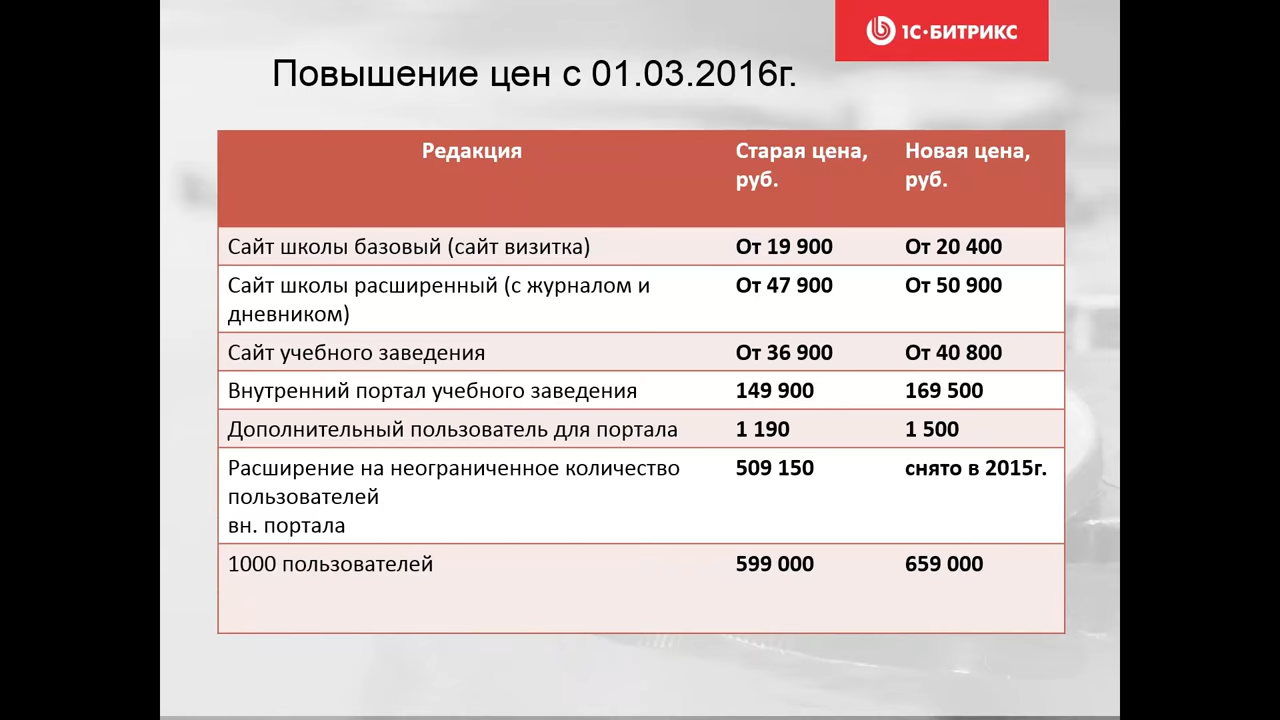 1С·БИТРИКС
Повышение цен с 01.03.2016г.
Редакция
Старая цена,
руб.
Новая цена,
руб.
Сайт школы базовый (сайт визитка)
От 19 900
От 20 400
Сайт школы расширенный (с журналом и
дневником)
От 47 900
От 50 900
Сайт учебного заведения
От 36 900
От 40 800
Внутренний портал учебного заведения
149 900
169 500
Дополнительный пользователь для портала
1 190
1 500
Расширение на неограниченное количество
пользователей
вн. портала
509 150
снято в 2015г.
1000 пользователей
599 000
659 000